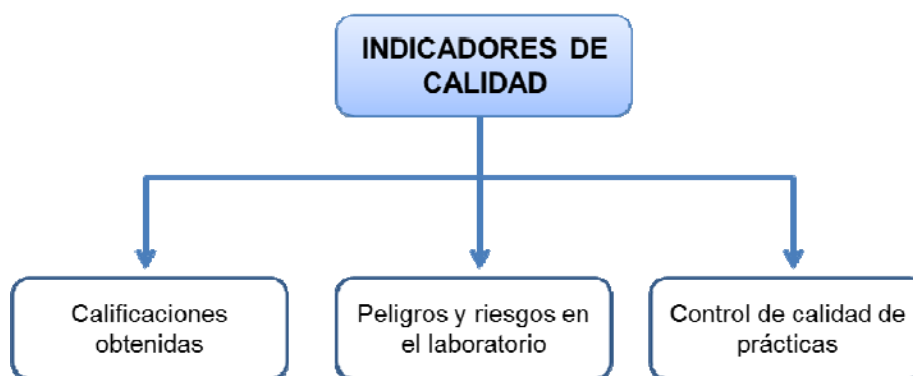 INDICADORES DE
CALIDAD
Calificaciones
obtenidas
Peligros y riesgos en
el laboratorio
Control de calidad de
prácticas